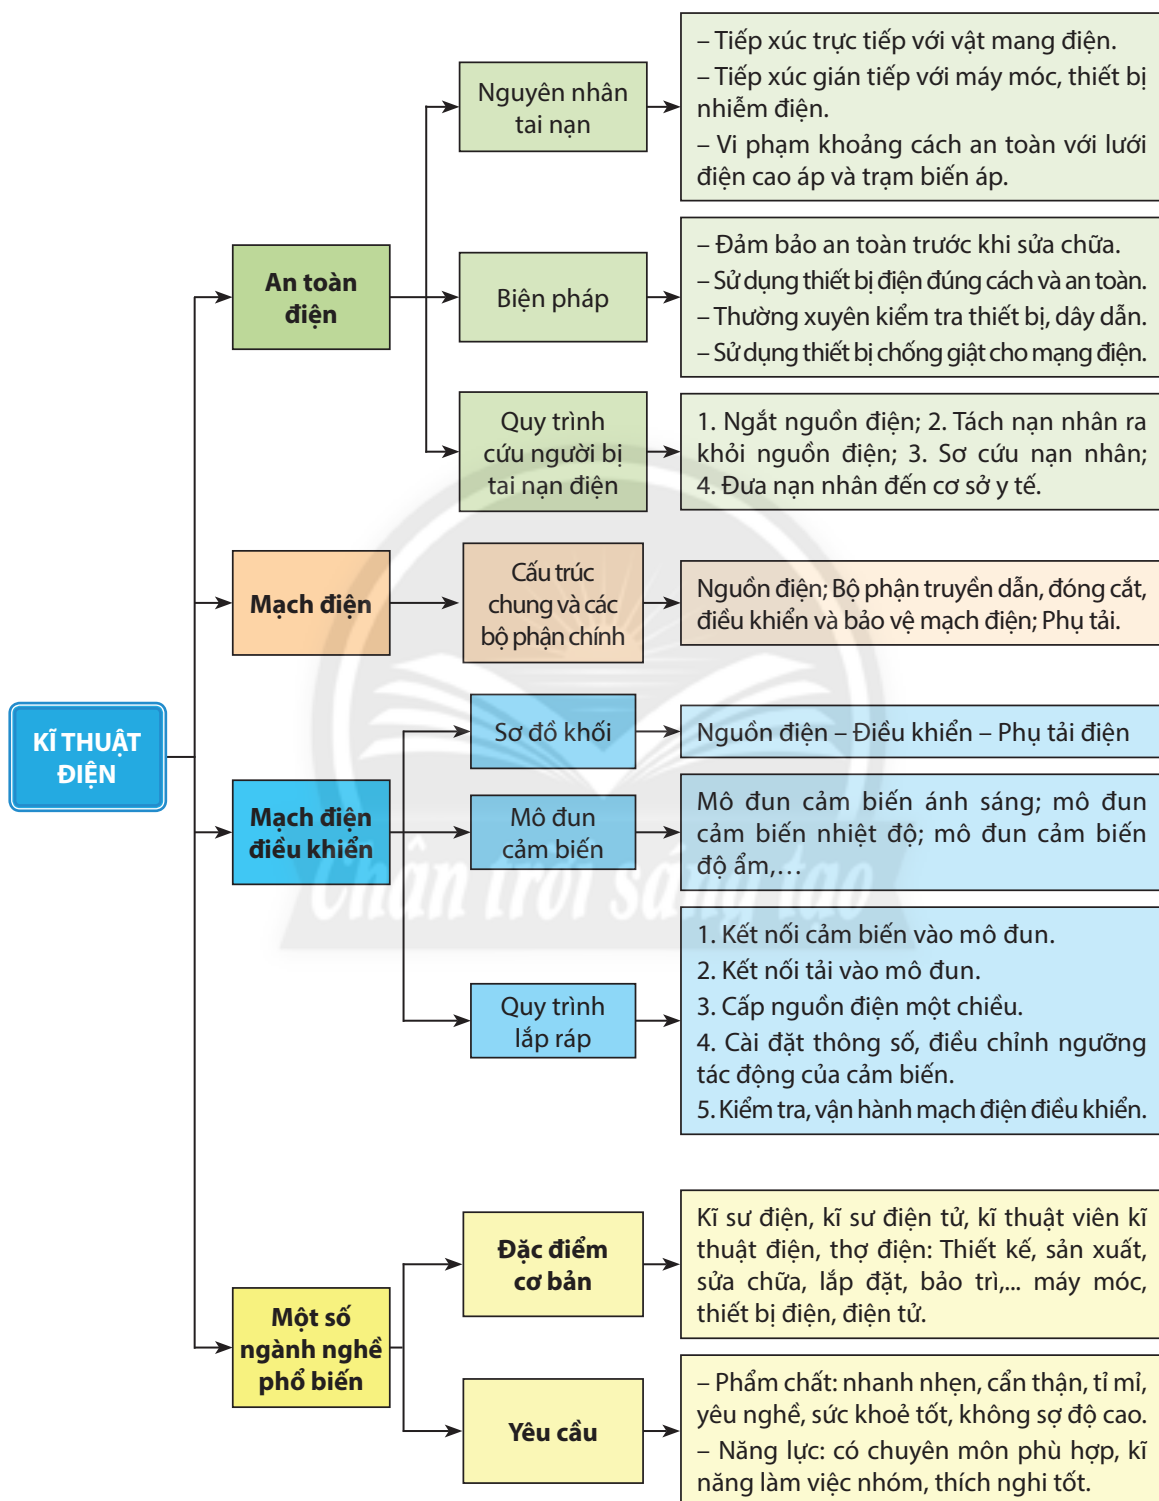 KĨ THUẬT
ĐIỆN
An toàn
điện
Nguyên nhân
tai nạn
– Tiếp xúc trực tiếp với vật mang điện.
– Tiếp xúc gián tiếp với máy móc, thiết bị
nhiễm điện.
– Vi phạm khoảng cách an toàn với lưới
điện cao áp và trạm biến áp.
Biện pháp
– Đảm bảo an toàn trước khi sửa chữa.
– Sử dụng thiết bị điện đúng cách và an toàn.
– Thường xuyên kiểm tra thiết bị, dây dẫn.
– Sử dụng thiết bị chống giật cho mạng điện.
Quy trình
cứu người bị
tai nạn điện
1. Ngắt nguồn điện; 2. Tách nạn nhân ra
khỏi nguồn điện; 3. Sơ cứu nạn nhân;
4. Đưa nạn nhân đến cơ sở y tế.
Mạch điện
Cấu trúc
chung và các
bộ phận chính
Nguồn điện; Bộ phận truyền dẫn, đóng cắt,
điều khiển và bảo vệ mạch điện; Phụ tải.
Mạch điện
điều khiển
Sơ đồ khối
Nguồn điện – Điều khiển – Phụ tải điện
Mô đun
cảm biến
Mô đun cảm biến ánh sáng; mô đun
cảm biến nhiệt độ; mô đun cảm biến
độ ẩm,...
Chân trời sáng tạo
Quy trình
lắp ráp
1. Kết nối cảm biến vào mô đun.
2. Kết nối tải vào mô đun.
3. Cấp nguồn điện một chiều.
4. Cài đặt thông số, điều chỉnh ngưỡng
tác động của cảm biến.
5. Kiểm tra, vận hành mạch điện điều khiển.
Một số
ngành nghề
phổ biến
Đặc điểm
cơ bản
Kĩ sư điện, kĩ sư điện tử, kĩ thuật viên kĩ
thuật điện, thợ điện: Thiết kế, sản xuất,
sửa chữa, lắp đặt, bảo trì,... máy móc,
thiết bị điện, điện tử.
Yêu cầu
– Phẩm chất: nhanh nhẹn, cẩn thận, tỉ mỉ,
yêu nghề, sức khoẻ tốt, không sợ độ cao.
– Năng lực: có chuyên môn phù hợp, kĩ
năng làm việc nhóm, thích nghi tốt.